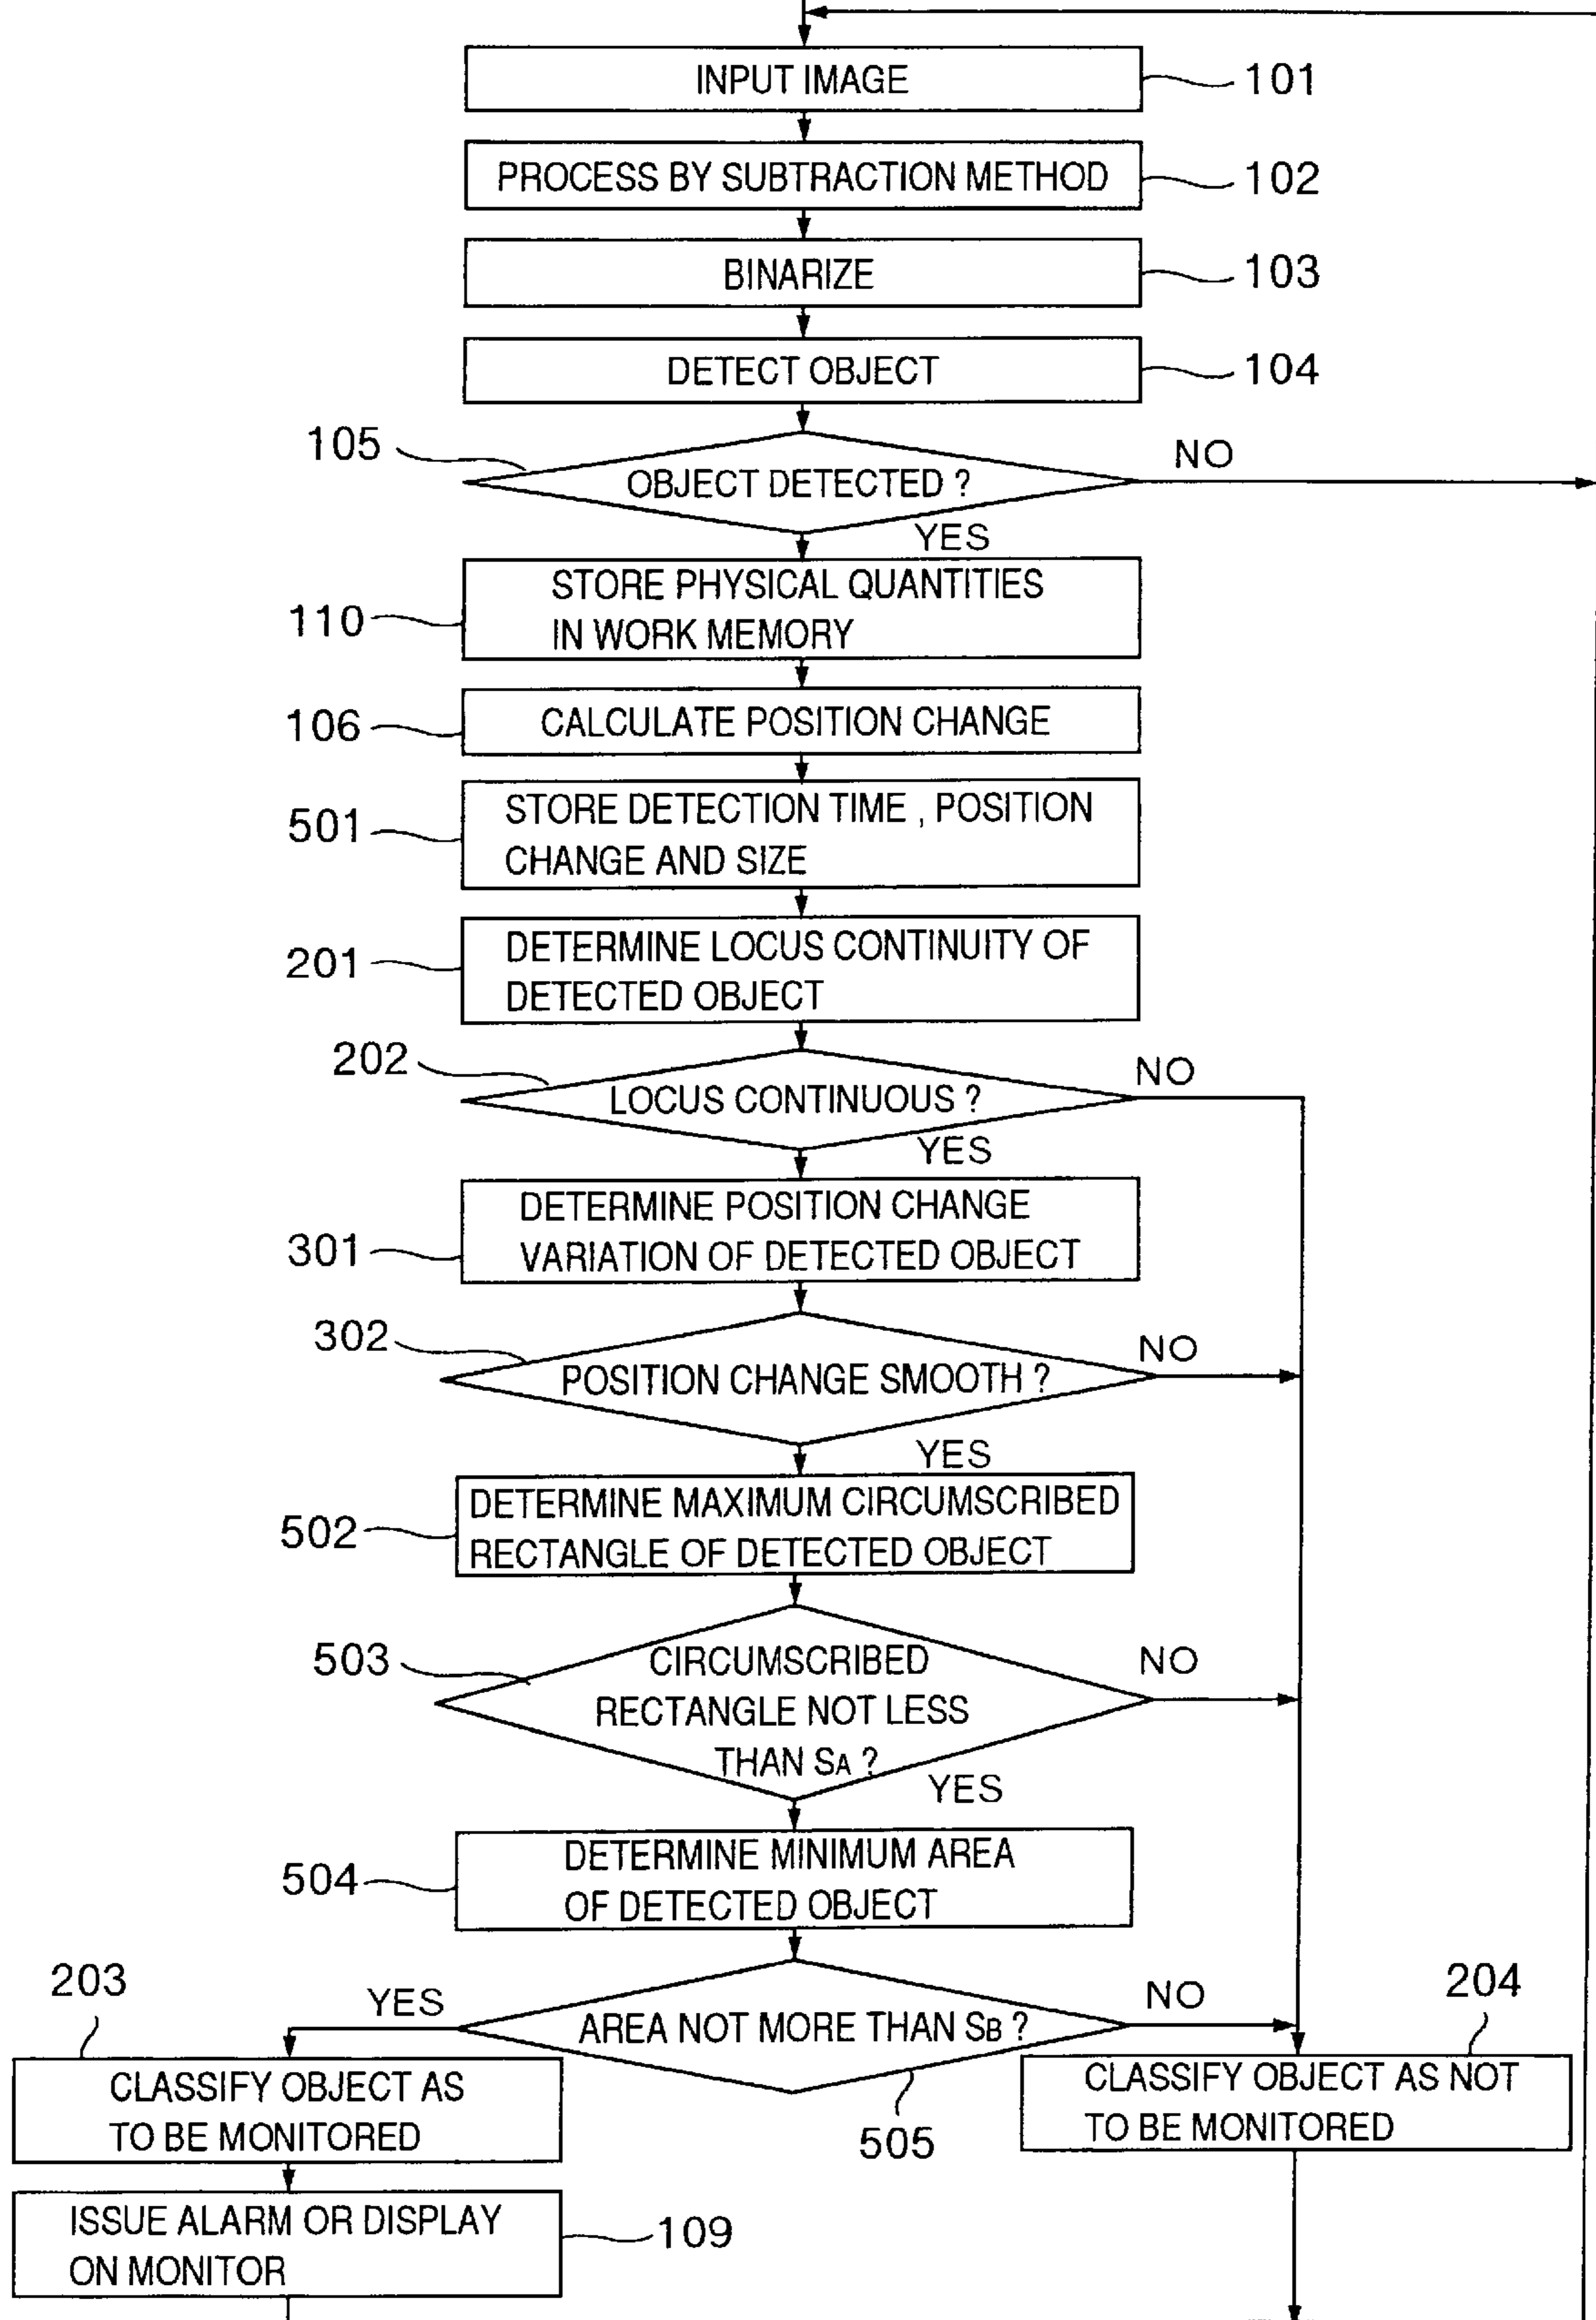 INPUT IMAGE
101
PROCESS BY SUBTRACTION METHOD
102
BINARIZE
103
DETECT OBJECT
104
105
OBJECT DETECTED ?
NO
YES
STORE PHYSICAL QUANTITIES
IN WORK MEMORY
110
CALCULATE POSITION CHANGE
106
STORE DETECTION TIME , POSITION
CHANGE AND SIZE
501
DETERMINE LOCUS CONTINUITY OF
DETECTED OBJECT
201
202
LOCUS CONTINUOUS ?
NO
YES
DETERMINE POSITION CHANGE
VARIATION OF DETECTED OBJECT
301
302
POSITION CHANGE SMOOTH ?
NO
YES
DETERMINE MAXIMUM CIRCUMSCRIBED
RECTANGLE OF DETECTED OBJECT
502
503
CIRCUMSCRIBED
RECTANGLE NOT LESS
THAN SA ?
NO
YES
DETERMINE MINIMUM AREA
OF DETECTED OBJECT
504
203
YES
AREA NOT MORE THAN SB ?
NO
204
505
CLASSIFY OBJECT AS
TO BE MONITORED
CLASSIFY OBJECT AS NOT
TO BE MONITORED
ISSUE ALARM OR DISPLAY
ON MONITOR
109